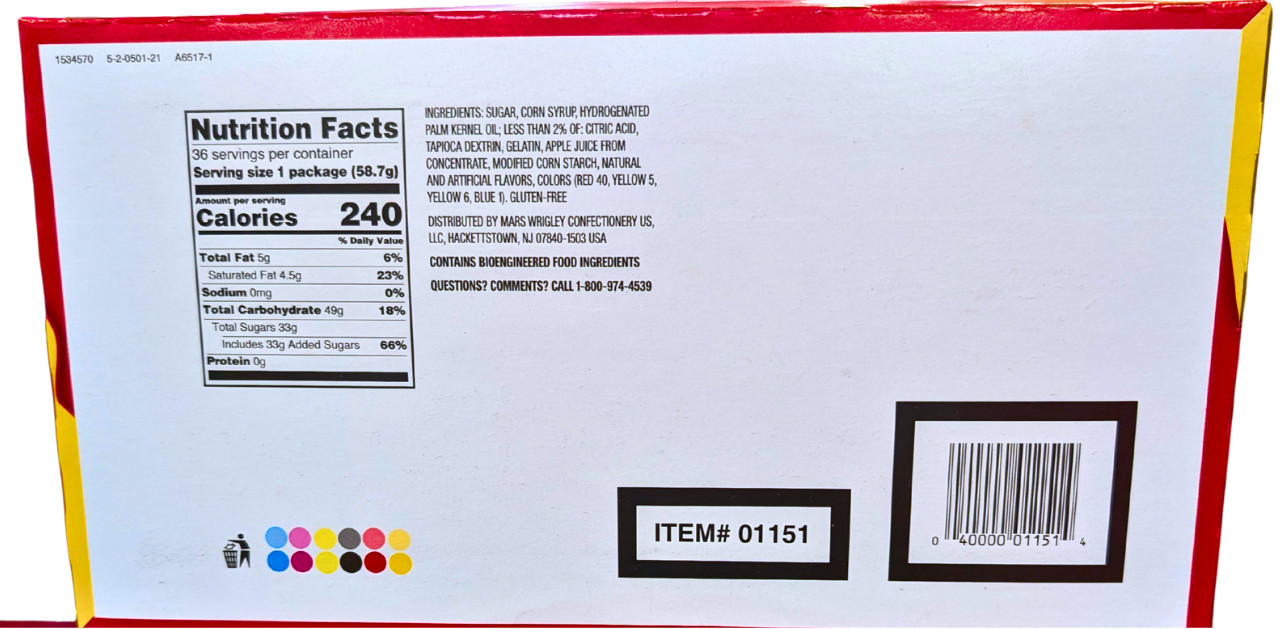 1534570 5-2-0501-21 A6517-1
Nutrition Facts
36 servings per container
Serving size 1 package (58.7g)
Amount per serving
Calories 240
% Daily Value
Total Fat 5g 6%
Saturated Fat 4.5g 23%
Sodium 0mg 0%
Total Carbohydrate 49g 18%
Total Sugars 33g
Includes 33g Added Sugars 66%
Protein 0g
INGREDIENTS: SUGAR, CORN SYRUP, HYDROGENATED
PALM KERNEL OIL; LESS THAN 2% OF: CITRIC ACID,
TAPIOCA DEXTRIN, GELATIN, APPLE JUICE FROM
CONCENTRATE, MODIFIED CORN STARCH, NATURAL
AND ARTIFICIAL FLAVORS, COLORS (RED 40, YELLOW 5,
YELLOW 6, BLUE 1). GLUTEN-FREE
DISTRIBUTED BY MARS WRIGLEY CONFECTIONERY US,
LLC, HACKETTSTOWN, NJ 07840-1503 USA
CONTAINS BIOENGINEERED FOOD INGREDIENTS
QUESTIONS? COMMENTS? CALL 1-800-974-4539
ITEM# 01151
0 40000 01151 4